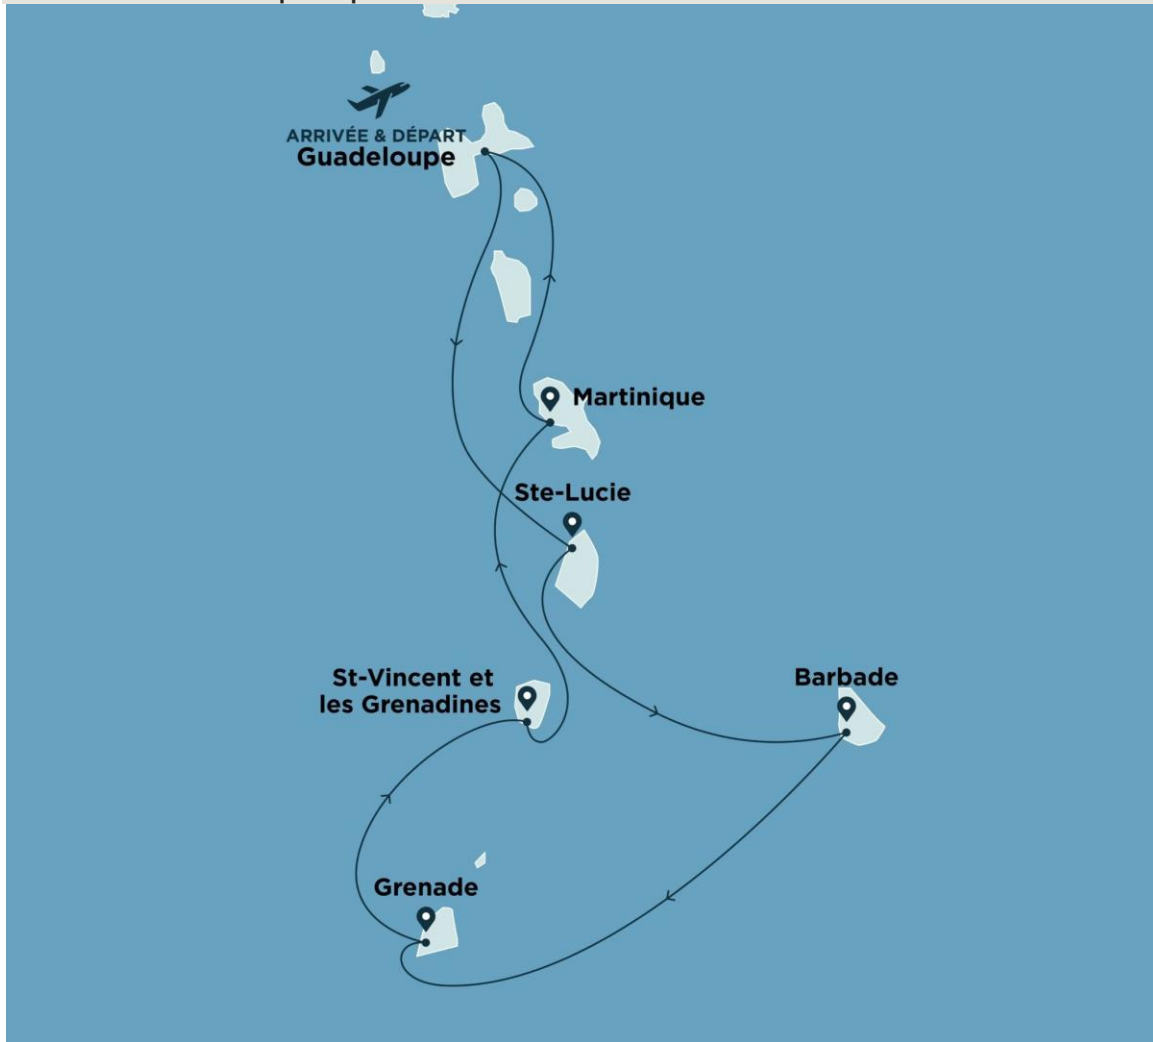 ARRIVÉE & DÉPART
Guadeloupe
Martinique
Ste-Lucie
St-Vincent et
les Grenadines
Barbade
Grenade